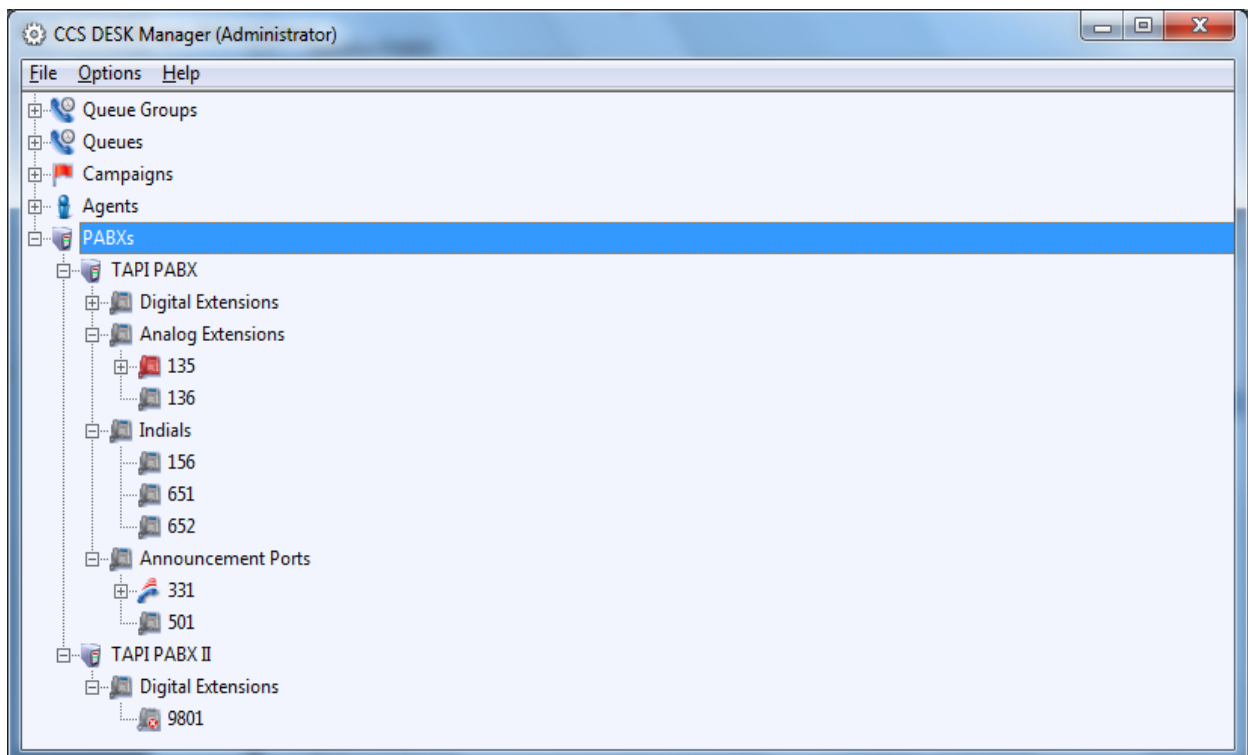 CCS DESK Manager (Administrator)
File Options Help
Queue Groups
Queues
Campaigns
Agents
PABXs
TAPI PABX
Digital Extensions
Analog Extensions
135
136
Indials
156
651
652
Announcement Ports
331
501
TAPI PABX II
Digital Extensions
9801